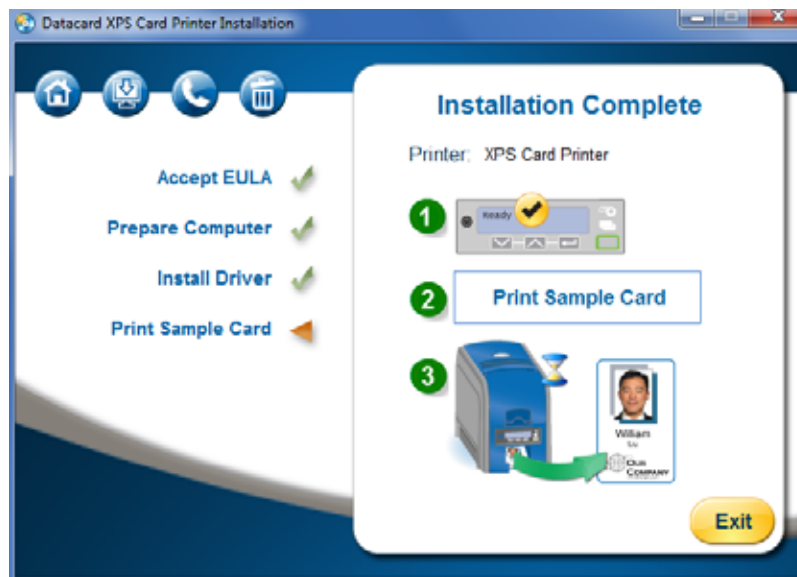 Datacard XPS Card Printer Installation
Accept EULA
Prepare Computer
Install Driver
Print Sample Card
Installation Complete
Printer: XPS Card Printer
1
Ready
2
Print Sample Card
3
William
Liu
OUR
COMPANY
Exit